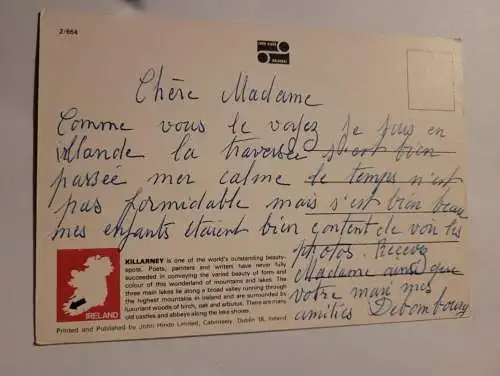 2/664
JOHN HINDE
ORIGINAL
Chère Madame
Comme vous le voyez je suis en
irlande la traversée s'est bien
passée mer calme le temps n'est
pas formidable mais s'est bien beau
mes enfants étaient bien content de voir les
photos. Recevez
Madame ainsi que
votre mari mes
amitiés Debombourg
KILLARNEY is one of the world's outstanding beauty-
spots. Poets, painters and writers have never fully
succeeded in conveying the varied beauty of form and
colour of this wonderland of mountains and lakes. The
three main lakes lie along a broad valley running through
the highest mountains in Ireland and are surrounded by
luxuriant woods of birch, oak and arbutus. There are many
old castles and abbeys along the lake shores.
IRELAND
Printed and Published by John Hinde Limited, Cabinteely, Dublin 18, Ireland